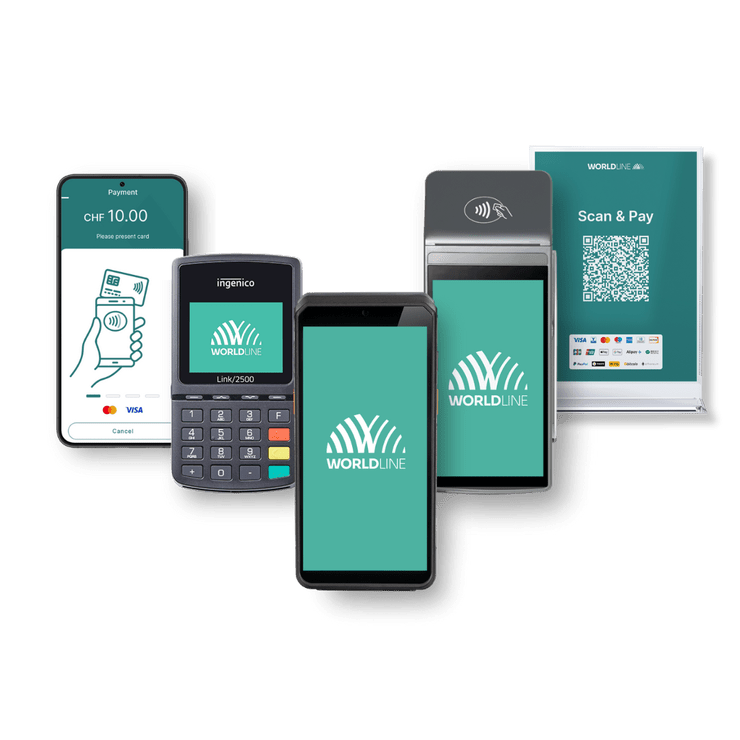 Payment
CHF 10.00
Please present card
VISA
Cancel
ingenico
WORLDLINE
Link/2500
1 2 3 F
4 5 6
7 8 9
+ 0 -
WORLDLINE
WORLDLINE
WORLDLINE
Scan & Pay
VISA
PayPal